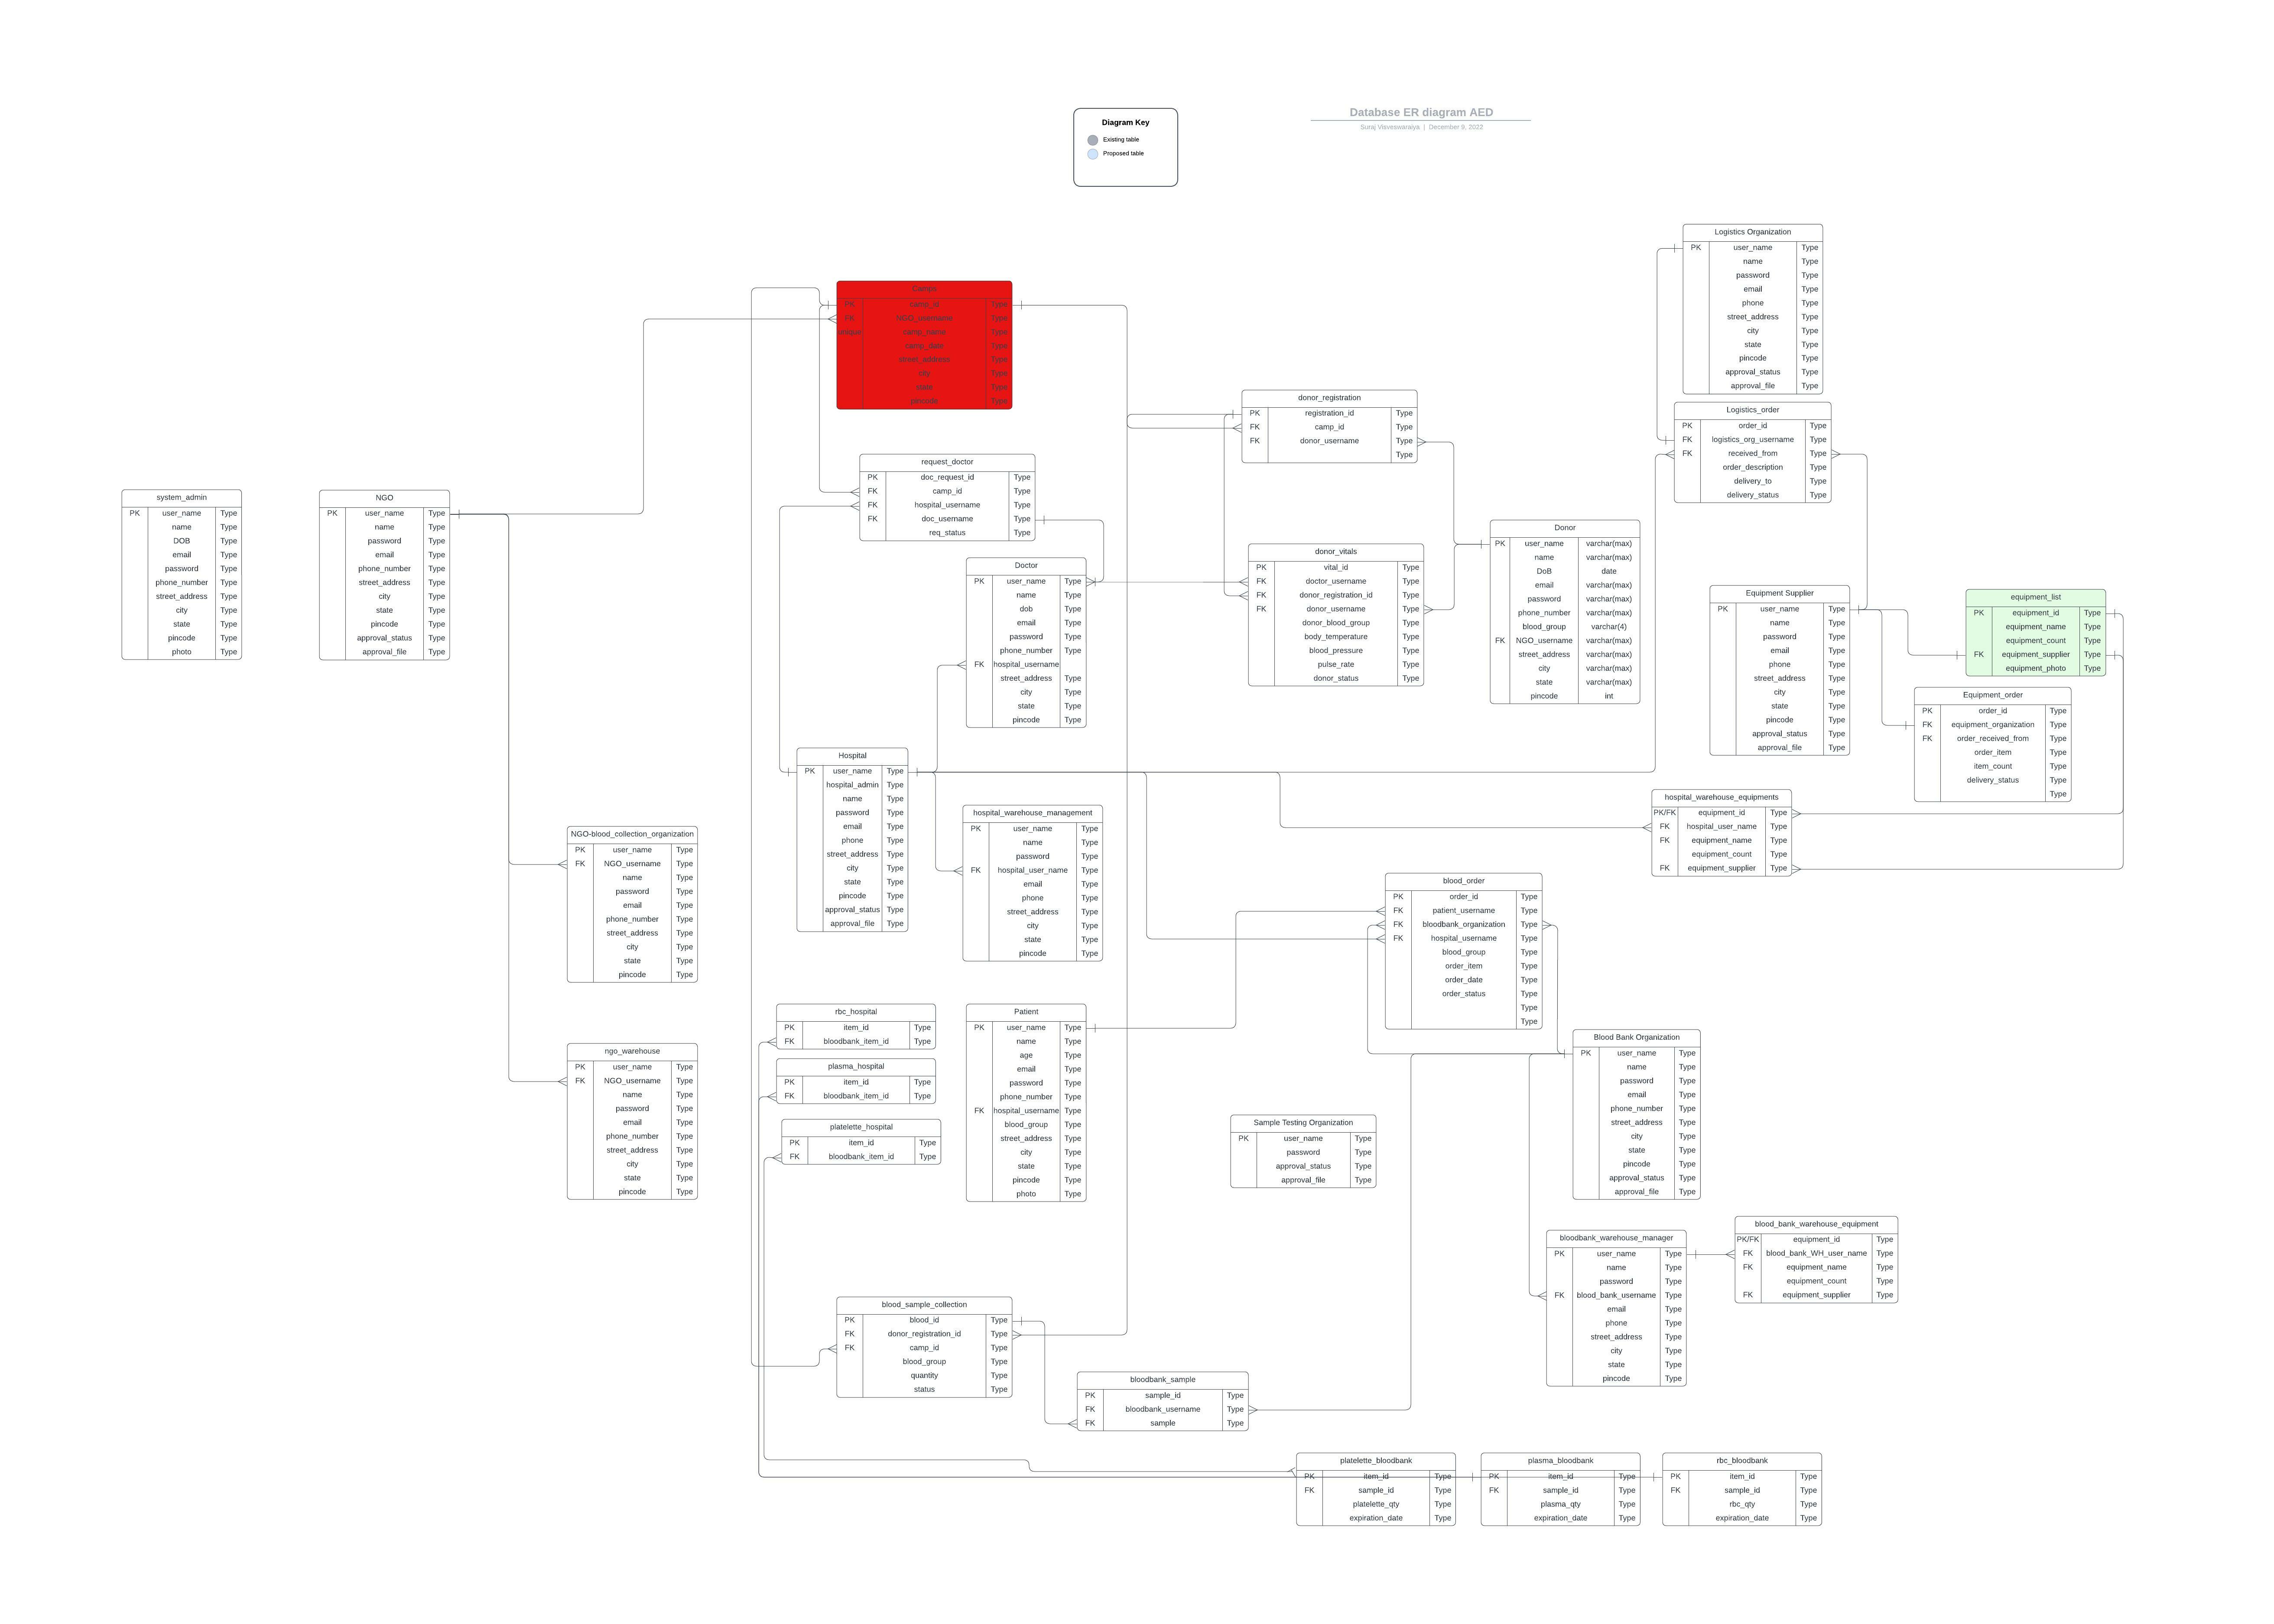 Database ER diagram AED
Suraj Visveswaraiya | December 9, 2022
Diagram Key
Existing table
Proposed table
Logistics Organization
PK user_name Type
name Type
password Type
email Type
phone Type
street_address Type
city Type
state Type
pincode Type
approval_status Type
approval_file Type
Camps
PK camp_id Type
FK NGO_username Type
unique camp_name Type
camp_date Type
street_address Type
city Type
state Type
pincode Type
donor_registration
PK registration_id Type
FK camp_id Type
FK donor_username Type
Type
Logistics_order
PK order_id Type
FK logistics_org_username Type
FK received_from Type
order_description Type
delivery_to Type
delivery_status Type
request_doctor
PK doc_request_id Type
FK camp_id Type
FK hospital_username Type
FK doc_username Type
req_status Type
system_admin
PK user_name Type
name Type
DOB Type
email Type
password Type
phone_number Type
street_address Type
city Type
state Type
pincode Type
photo Type
NGO
PK user_name Type
name Type
password Type
email Type
phone_number Type
street_address Type
city Type
state Type
pincode Type
approval_status Type
approval_file Type
Doctor
PK user_name Type
name Type
dob Type
email Type
password Type
phone_number Type
FK hospital_username
street_address Type
city Type
state Type
pincode Type
donor_vitals
PK vital_id Type
FK doctor_username Type
FK donor_registration_id Type
FK donor_username Type
donor_blood_group Type
body_temperature Type
blood_pressure Type
pulse_rate Type
donor_status Type
Donor
PK user_name varchar(max)
name varchar(max)
DoB date
email varchar(max)
password varchar(max)
phone_number varchar(max)
blood_group varchar(4)
FK NGO_username varchar(max)
street_address varchar(max)
city varchar(max)
state varchar(max)
pincode int
Equipment Supplier
PK user_name Type
name Type
password Type
email Type
phone Type
street_address Type
city Type
state Type
pincode Type
approval_status Type
approval_file Type
equipment_list
PK equipment_id Type
equipment_name Type
equipment_count Type
FK equipment_supplier Type
equipment_photo Type
Equipment_order
PK order_id Type
FK equipment_organization Type
FK order_received_from Type
order_item Type
item_count Type
delivery_status Type
Type
Hospital
PK user_name Type
hospital_admin Type
name Type
password Type
email Type
phone Type
street_address Type
city Type
state Type
pincode Type
approval_status Type
approval_file Type
hospital_warehouse_management
PK user_name Type
name Type
password Type
FK hospital_user_name Type
email Type
phone Type
street_address Type
city Type
state Type
pincode Type
hospital_warehouse_equipments
PK/FK equipment_id Type
FK hospital_user_name Type
FK equipment_name Type
equipment_count Type
FK equipment_supplier Type
NGO-blood_collection_organization
PK user_name Type
FK NGO_username Type
name Type
password Type
email Type
phone_number Type
street_address Type
city Type
state Type
pincode Type
blood_order
PK order_id Type
FK patient_username Type
FK bloodbank_organization Type
FK hospital_username Type
blood_group Type
order_item Type
order_date Type
order_status Type
Type
Type
ngo_warehouse
PK user_name Type
FK NGO_username Type
name Type
password Type
email Type
phone_number Type
street_address Type
city Type
state Type
pincode Type
rbc_hospital
PK item_id Type
FK bloodbank_item_id Type
plasma_hospital
PK item_id Type
FK bloodbank_item_id Type
platelette_hospital
PK item_id Type
FK bloodbank_item_id Type
Patient
PK user_name Type
name Type
age Type
email Type
password Type
phone_number Type
FK hospital_username Type
blood_group Type
street_address Type
city Type
state Type
pincode Type
photo Type
Sample Testing Organization
PK user_name Type
password Type
approval_status Type
approval_file Type
Blood Bank Organization
PK user_name Type
name Type
password Type
email Type
phone_number Type
street_address Type
city Type
state Type
pincode Type
approval_status Type
approval_file Type
bloodbank_warehouse_manager
PK user_name Type
name Type
password Type
FK blood_bank_username Type
email Type
phone Type
street_address Type
city Type
state Type
pincode Type
blood_bank_warehouse_equipment
PK/FK equipment_id Type
FK blood_bank_WH_user_name Type
FK equipment_name Type
equipment_count Type
FK equipment_supplier Type
blood_sample_collection
PK blood_id Type
FK donor_registration_id Type
FK camp_id Type
blood_group Type
quantity Type
status Type
bloodbank_sample
PK sample_id Type
FK bloodbank_username Type
FK sample Type
platelette_bloodbank
PK item_id Type
FK sample_id Type
platelette_qty Type
expiration_date Type
plasma_bloodbank
PK item_id Type
FK sample_id Type
plasma_qty Type
expiration_date Type
rbc_bloodbank
PK item_id Type
FK sample_id Type
rbc_qty Type
expiration_date Type